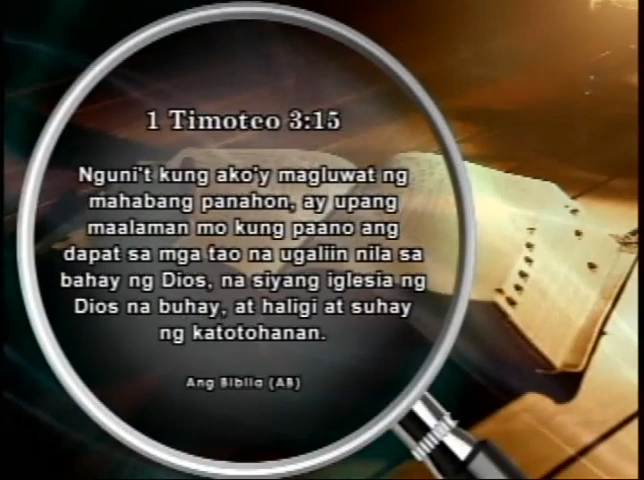 1 Timoteo 3:15
Nguni't kung ako'y magluwat ng
mahabang panahon, ay upang
maalaman mo kung paano ang
dapat sa mga tao na ugaliin nila sa
bahay ng Dios, na siyang iglesia ng
Dios na buhay, at haligi at suhay
ng katotohanan.
Ang Biblia (AB)